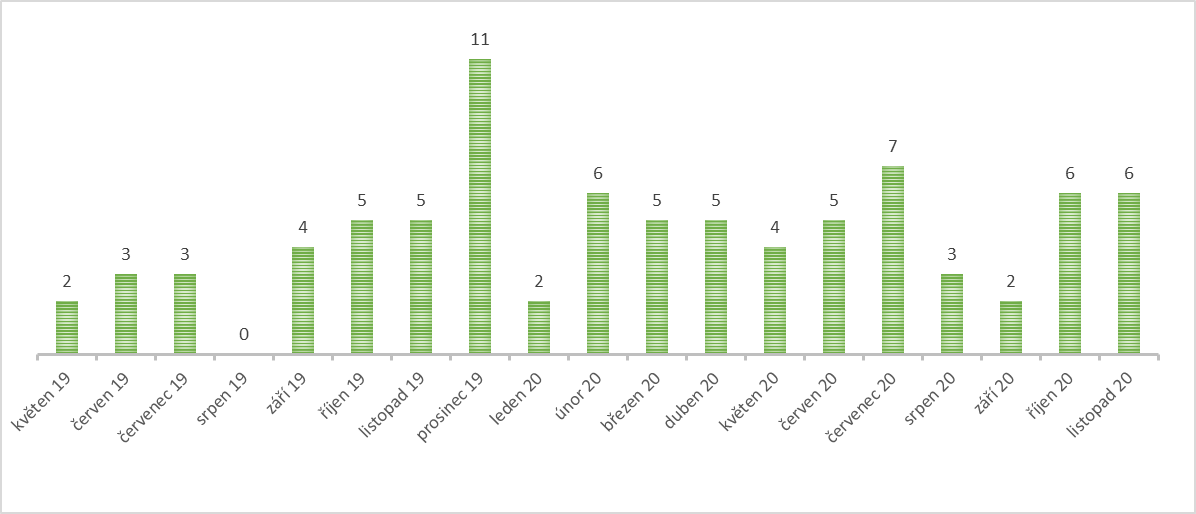 11
7
6
6
6
5
5
5
5
5
4
4
3
3
3
2
2
2
0
květen 19
červen 19
červenec 19
srpen 19
září 19
říjen 19
listopad 19
prosinec 19
leden 20
únor 20
březen 20
duben 20
květen 20
červen 20
červenec 20
srpen 20
září 20
říjen 20
listopad 20